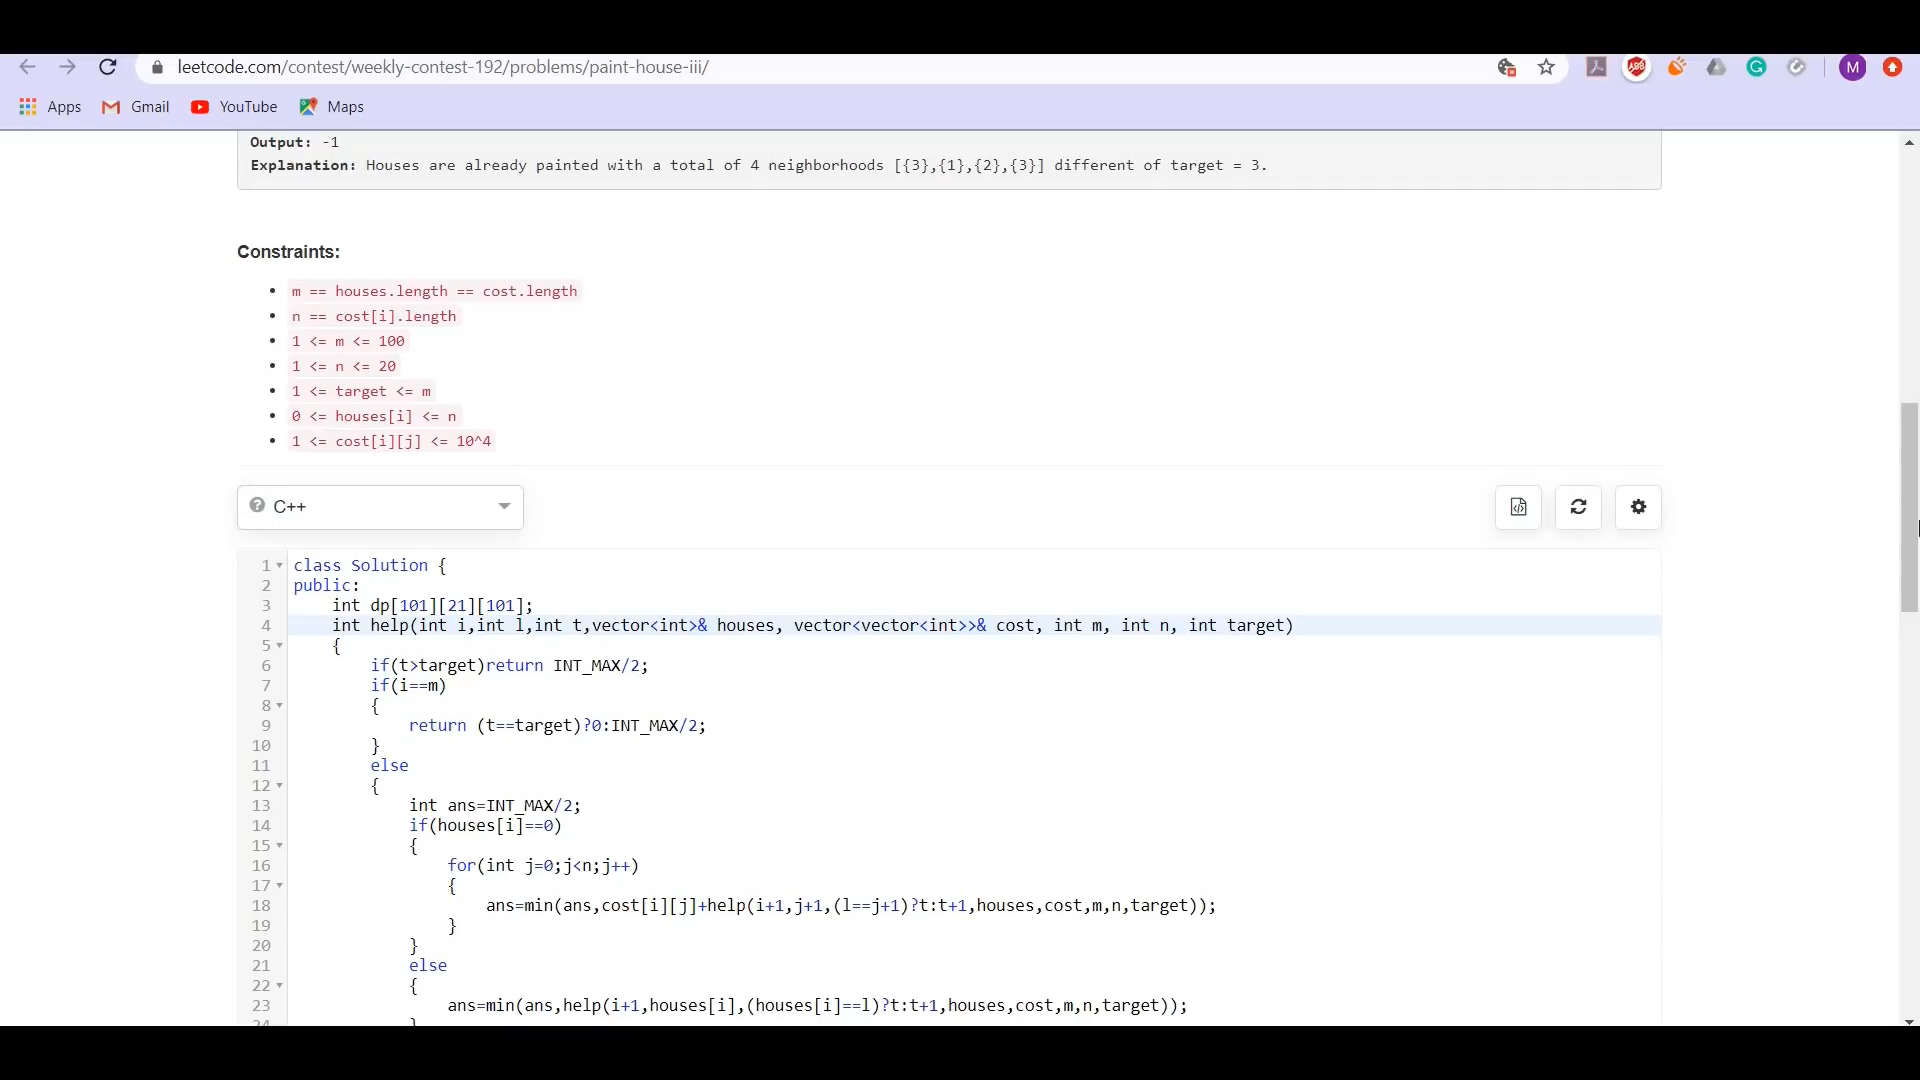 leetcode.com/contest/weekly-contest-192/problems/paint-house-iii/
ABP
G
M
Apps
Gmail
YouTube
Maps
Output: -1
Explanation: Houses are already painted with a total of 4 neighborhoods [{3},{1},{2},{3}] different of target = 3.
Constraints:
m == houses.length == cost.length
n == cost[i].length
1 <= m <= 100
1 <= n <= 20
1 <= target <= m
0 <= houses[i] <= n
1 <= cost[i][j] <= 10^4
C++
1 class Solution {
2 public:
3 int dp[101][21][101];
4 int help(int i,int l,int t,vector<int>& houses, vector<vector<int>>& cost, int m, int n, int target)
5 {
6 if(t>target)return INT_MAX/2;
7 if(i==m)
8 {
9 return (t==target)?0:INT_MAX/2;
10 }
11 else
12 {
13 int ans=INT_MAX/2;
14 if(houses[i]==0)
15 {
16 for(int j=0;j<n;j++)
17 {
18 ans=min(ans,cost[i][j]+help(i+1,j+1,(l==j+1)?t:t+1,houses,cost,m,n,target));
19 }
20 }
21 else
22 {
23 ans=min(ans,help(i+1,houses[i],(houses[i]==l)?t:t+1,houses,cost,m,n,target));
24 }